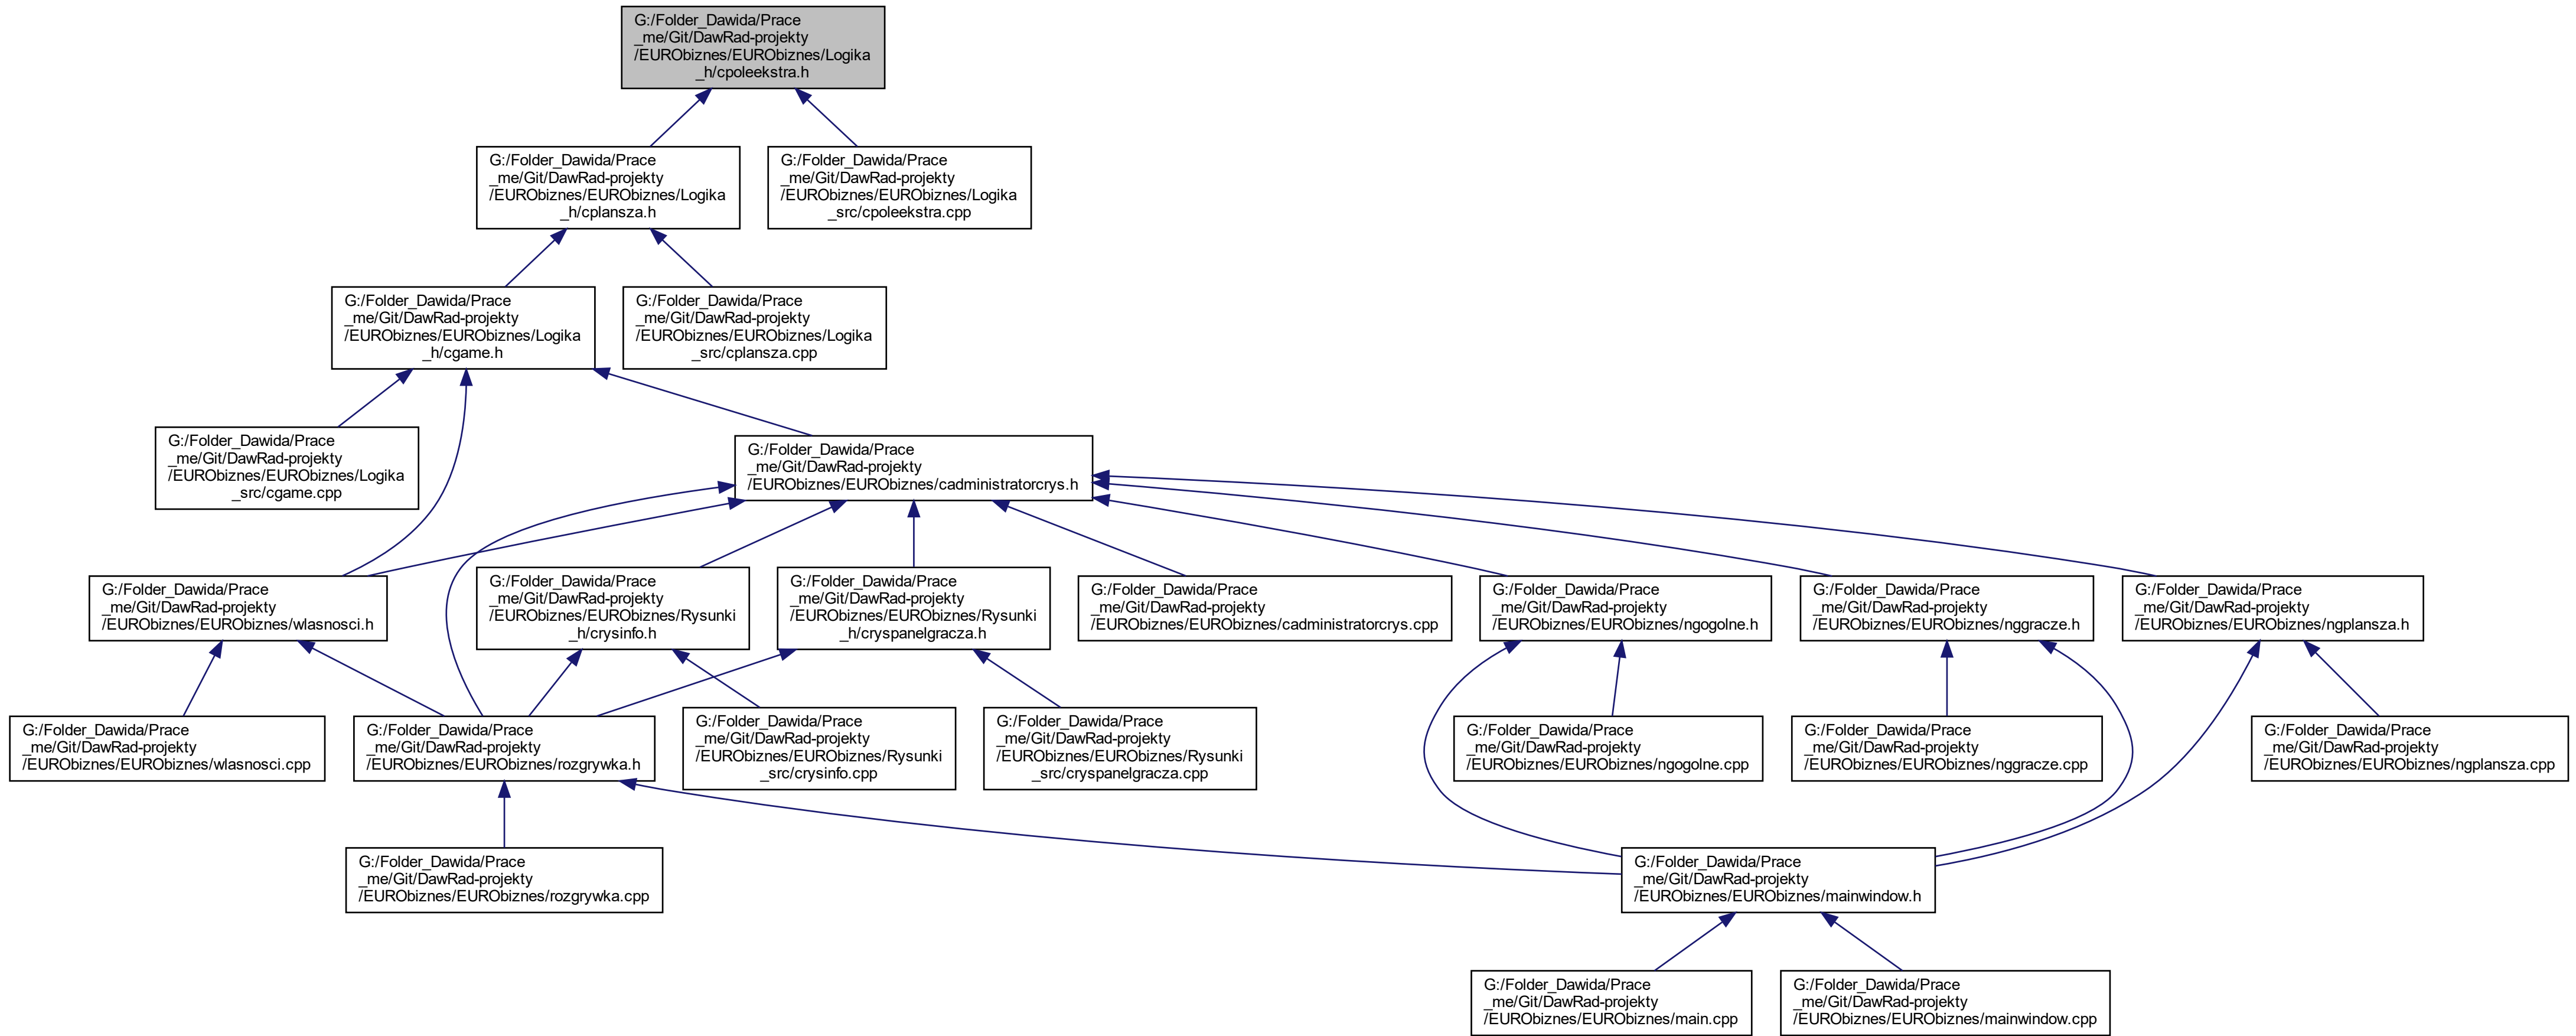 G:/Folder_Dawida/Prace
_me/Git/DawRad-projekty
/EURObiznes/EURObiznes/Logika
_h/cpoleekstra.h
G:/Folder_Dawida/Prace
_me/Git/DawRad-projekty
/EURObiznes/EURObiznes/Logika
_h/cplansza.h
G:/Folder_Dawida/Prace
_me/Git/DawRad-projekty
/EURObiznes/EURObiznes/Logika
_src/cpoleekstra.cpp
G:/Folder_Dawida/Prace
_me/Git/DawRad-projekty
/EURObiznes/EURObiznes/Logika
_h/cgame.h
G:/Folder_Dawida/Prace
_me/Git/DawRad-projekty
/EURObiznes/EURObiznes/Logika
_src/cplansza.cpp
G:/Folder_Dawida/Prace
_me/Git/DawRad-projekty
/EURObiznes/EURObiznes/Logika
_src/cgame.cpp
G:/Folder_Dawida/Prace
_me/Git/DawRad-projekty
/EURObiznes/EURObiznes/cadministratorcrys.h
G:/Folder_Dawida/Prace
_me/Git/DawRad-projekty
/EURObiznes/EURObiznes/wlasnosci.h
G:/Folder_Dawida/Prace
_me/Git/DawRad-projekty
/EURObiznes/EURObiznes/Rysunki
_h/crysinfo.h
G:/Folder_Dawida/Prace
_me/Git/DawRad-projekty
/EURObiznes/EURObiznes/Rysunki
_h/cryspanelgracza.h
G:/Folder_Dawida/Prace
_me/Git/DawRad-projekty
/EURObiznes/EURObiznes/cadministratorcrys.cpp
G:/Folder_Dawida/Prace
_me/Git/DawRad-projekty
/EURObiznes/EURObiznes/ngogolne.h
G:/Folder_Dawida/Prace
_me/Git/DawRad-projekty
/EURObiznes/EURObiznes/nggracze.h
G:/Folder_Dawida/Prace
_me/Git/DawRad-projekty
/EURObiznes/EURObiznes/ngplansza.h
G:/Folder_Dawida/Prace
_me/Git/DawRad-projekty
/EURObiznes/EURObiznes/wlasnosci.cpp
G:/Folder_Dawida/Prace
_me/Git/DawRad-projekty
/EURObiznes/EURObiznes/rozgrywka.h
G:/Folder_Dawida/Prace
_me/Git/DawRad-projekty
/EURObiznes/EURObiznes/Rysunki
_src/crysinfo.cpp
G:/Folder_Dawida/Prace
_me/Git/DawRad-projekty
/EURObiznes/EURObiznes/Rysunki
_src/cryspanelgracza.cpp
G:/Folder_Dawida/Prace
_me/Git/DawRad-projekty
/EURObiznes/EURObiznes/ngogolne.cpp
G:/Folder_Dawida/Prace
_me/Git/DawRad-projekty
/EURObiznes/EURObiznes/nggracze.cpp
G:/Folder_Dawida/Prace
_me/Git/DawRad-projekty
/EURObiznes/EURObiznes/ngplansza.cpp
G:/Folder_Dawida/Prace
_me/Git/DawRad-projekty
/EURObiznes/EURObiznes/rozgrywka.cpp
G:/Folder_Dawida/Prace
_me/Git/DawRad-projekty
/EURObiznes/EURObiznes/mainwindow.h
G:/Folder_Dawida/Prace
_me/Git/DawRad-projekty
/EURObiznes/EURObiznes/main.cpp
G:/Folder_Dawida/Prace
_me/Git/DawRad-projekty
/EURObiznes/EURObiznes/mainwindow.cpp